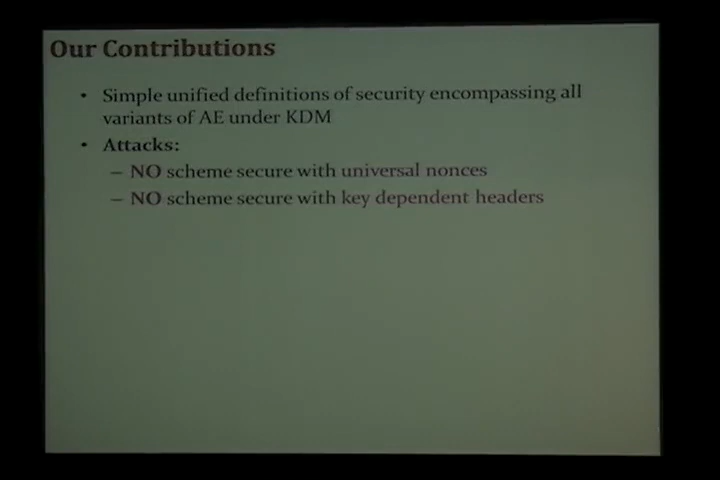 Our Contributions
• Simple unified definitions of security encompassing all
variants of AE under KDM
• Attacks:
– NO scheme secure with universal nonces
– NO scheme secure with key dependent headers